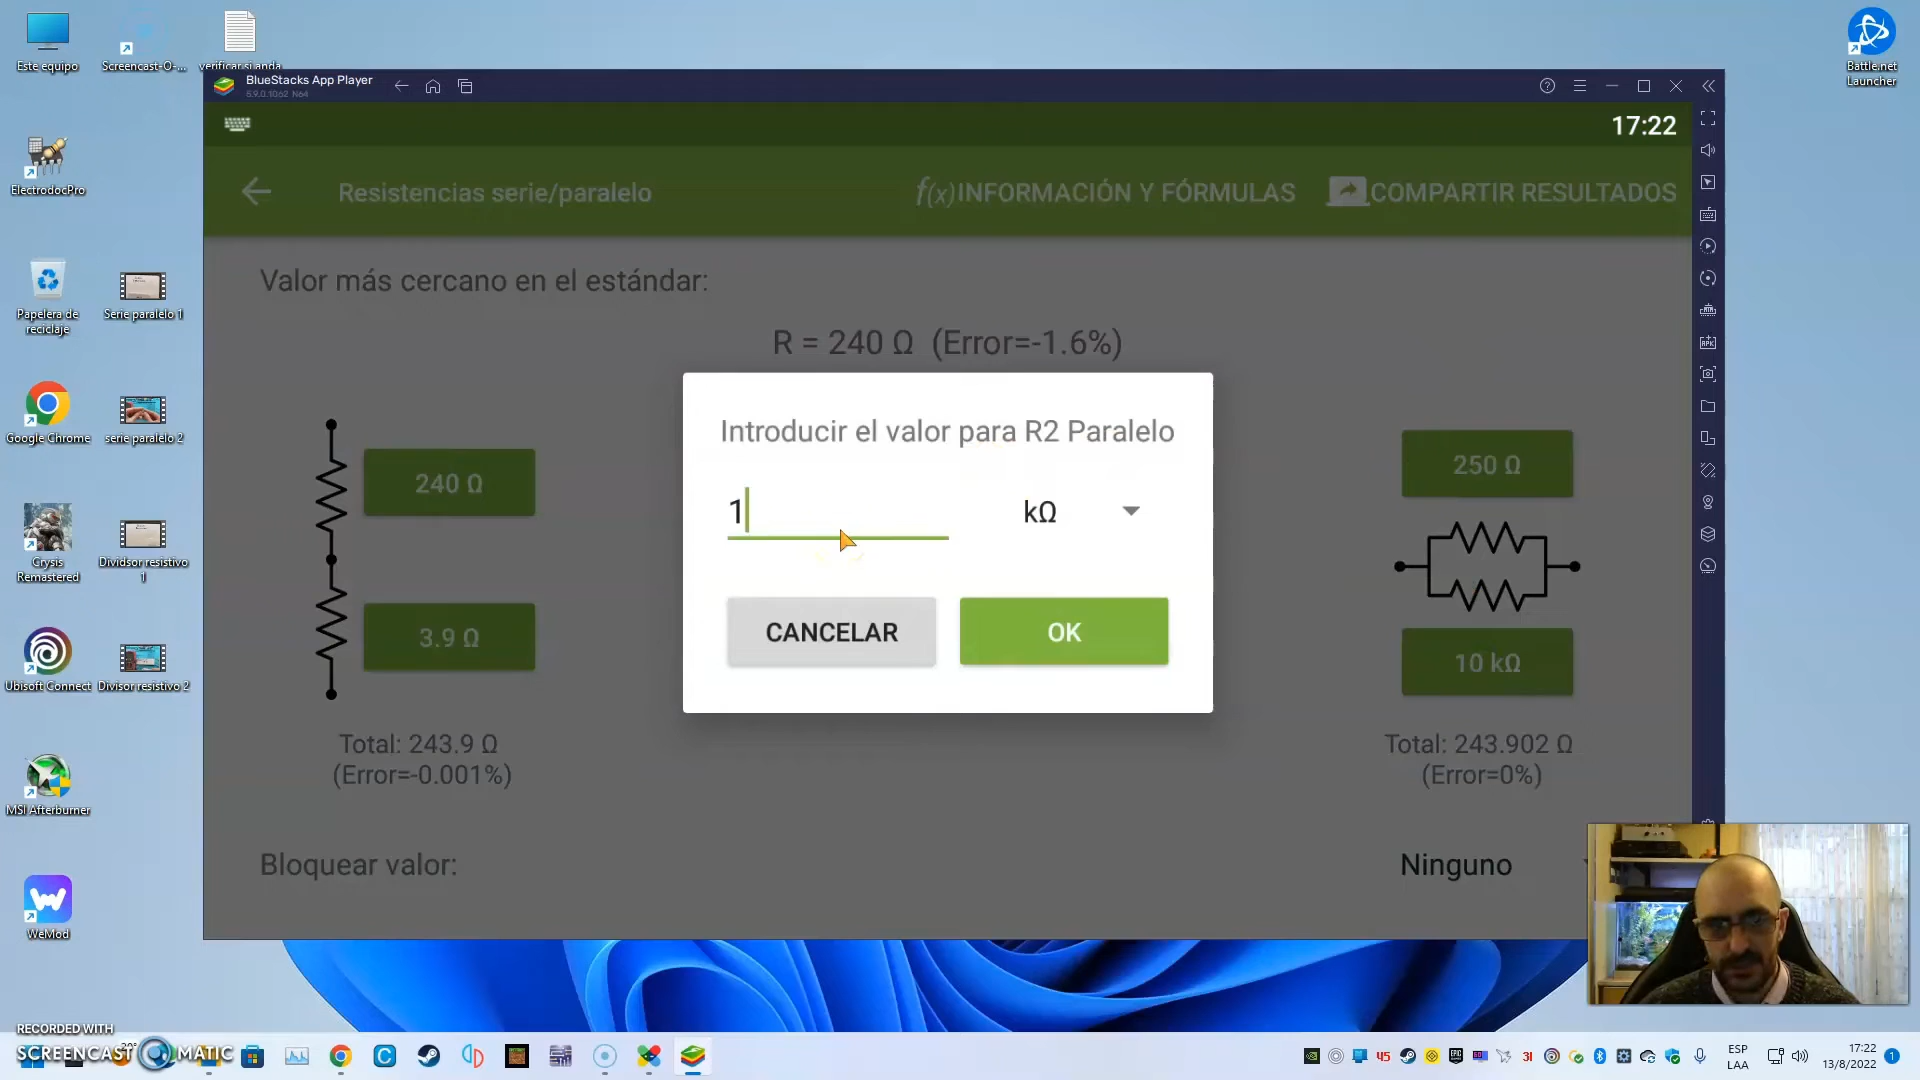 Este equipo
Screencast-O-...
verificar si anda
Battle.net
Launcher
BlueStacks App Player
5.9.0.1062 N64
17:22
ElectrodocPro
Resistencias serie/paralelo
f(x) INFORMACIÓN Y FÓRMULAS
COMPARTIR RESULTADOS
Valor más cercano en el estándar:
R = 240 Ω (Error=-1.6%)
Papelera de
reciclaje
Serie paralelo 1
Introducir el valor para R2 Paralelo
1
kΩ
CANCELAR
OK
240 Ω
3.9 Ω
Total: 243.9 Ω
(Error=-0.001%)
250 Ω
10 kΩ
Total: 243.902 Ω
(Error=0%)
Google Chrome
serie paralelo 2
Crysis
Remastered
Dividsor resistivo
1
Ubisoft Connect
Divisor resistivo 2
MSI Afterburner
Bloquear valor:
Ninguno
WeMod
RECORDED WITH
SCREENCAST MATIC
ESP
LAA
17:22
13/8/2022